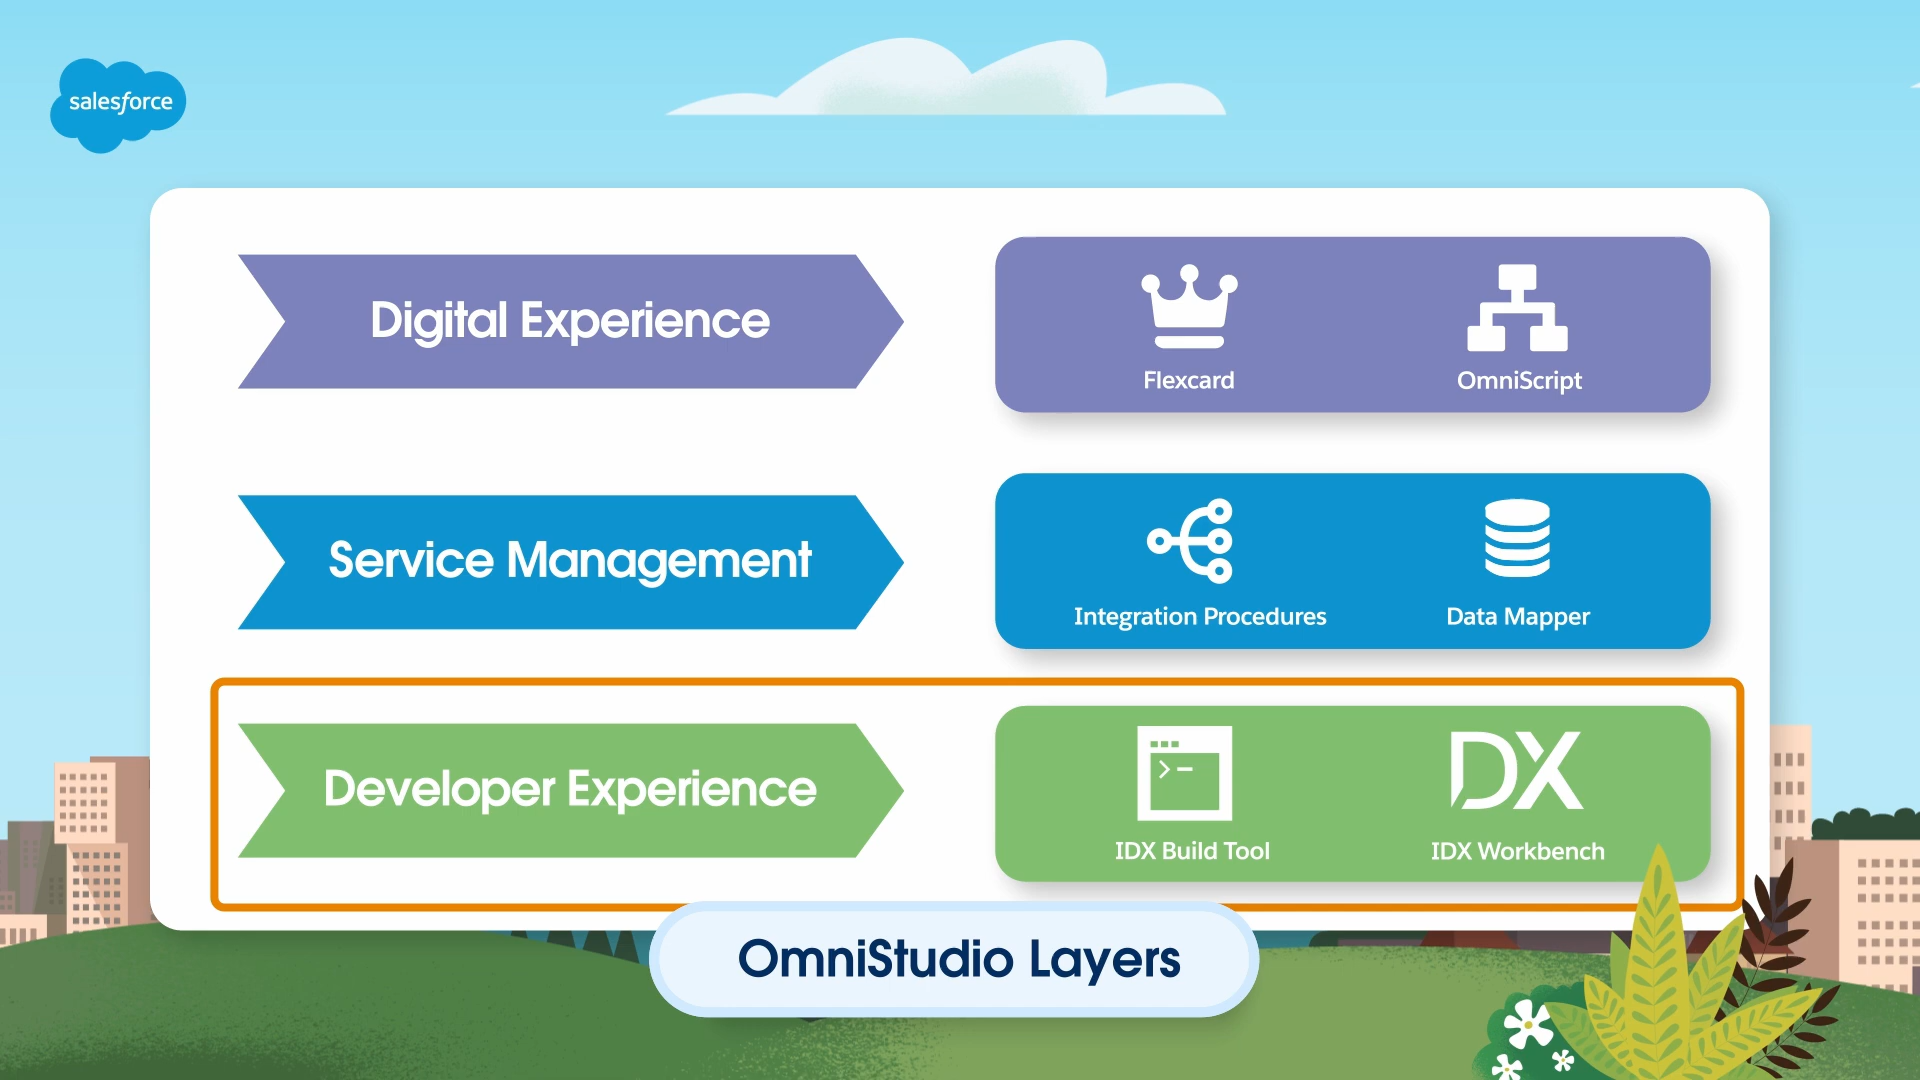 salesforce
Digital Experience
Flexcard
OmniScript
Service Management
Integration Procedures
Data Mapper
Developer Experience
DX
IDX Build Tool
IDX Workbench
OmniStudio Layers